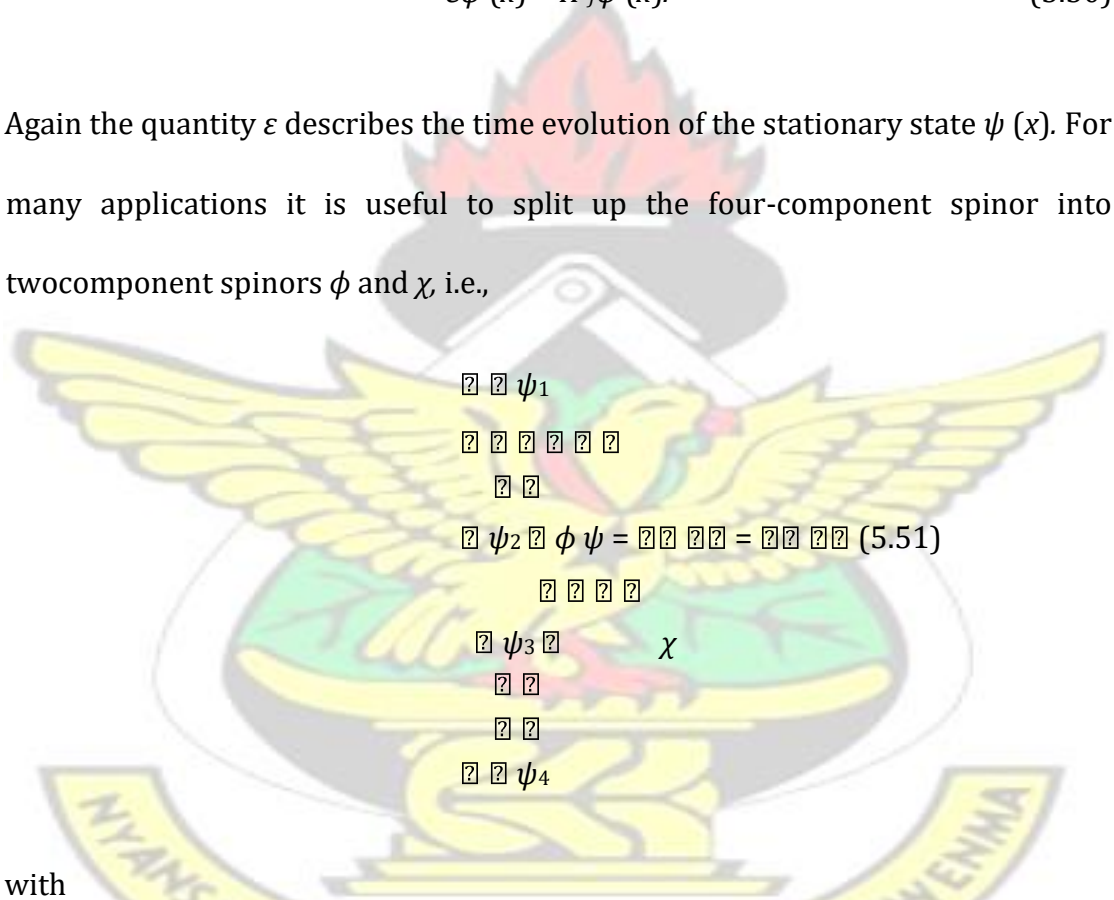 Again the quantity ε describes the time evolution of the stationary state ψ (x). For
many applications it is useful to split up the four-component spinor into
twocomponent spinors ϕ and χ, i.e.,
⍰ ⍰ ψ1
⍰ ⍰ ⍰ ⍰ ⍰ ⍰
⍰ ⍰
⍰ ψ2 ⍰ ϕ ψ = ⍰⍰ ⍰⍰ = ⍰⍰ ⍰⍰ (5.51)
⍰ ⍰ ⍰ ⍰
⍰ ψ3 ⍰ χ
⍰ ⍰
⍰ ⍰
⍰ ⍰ ψ4
with